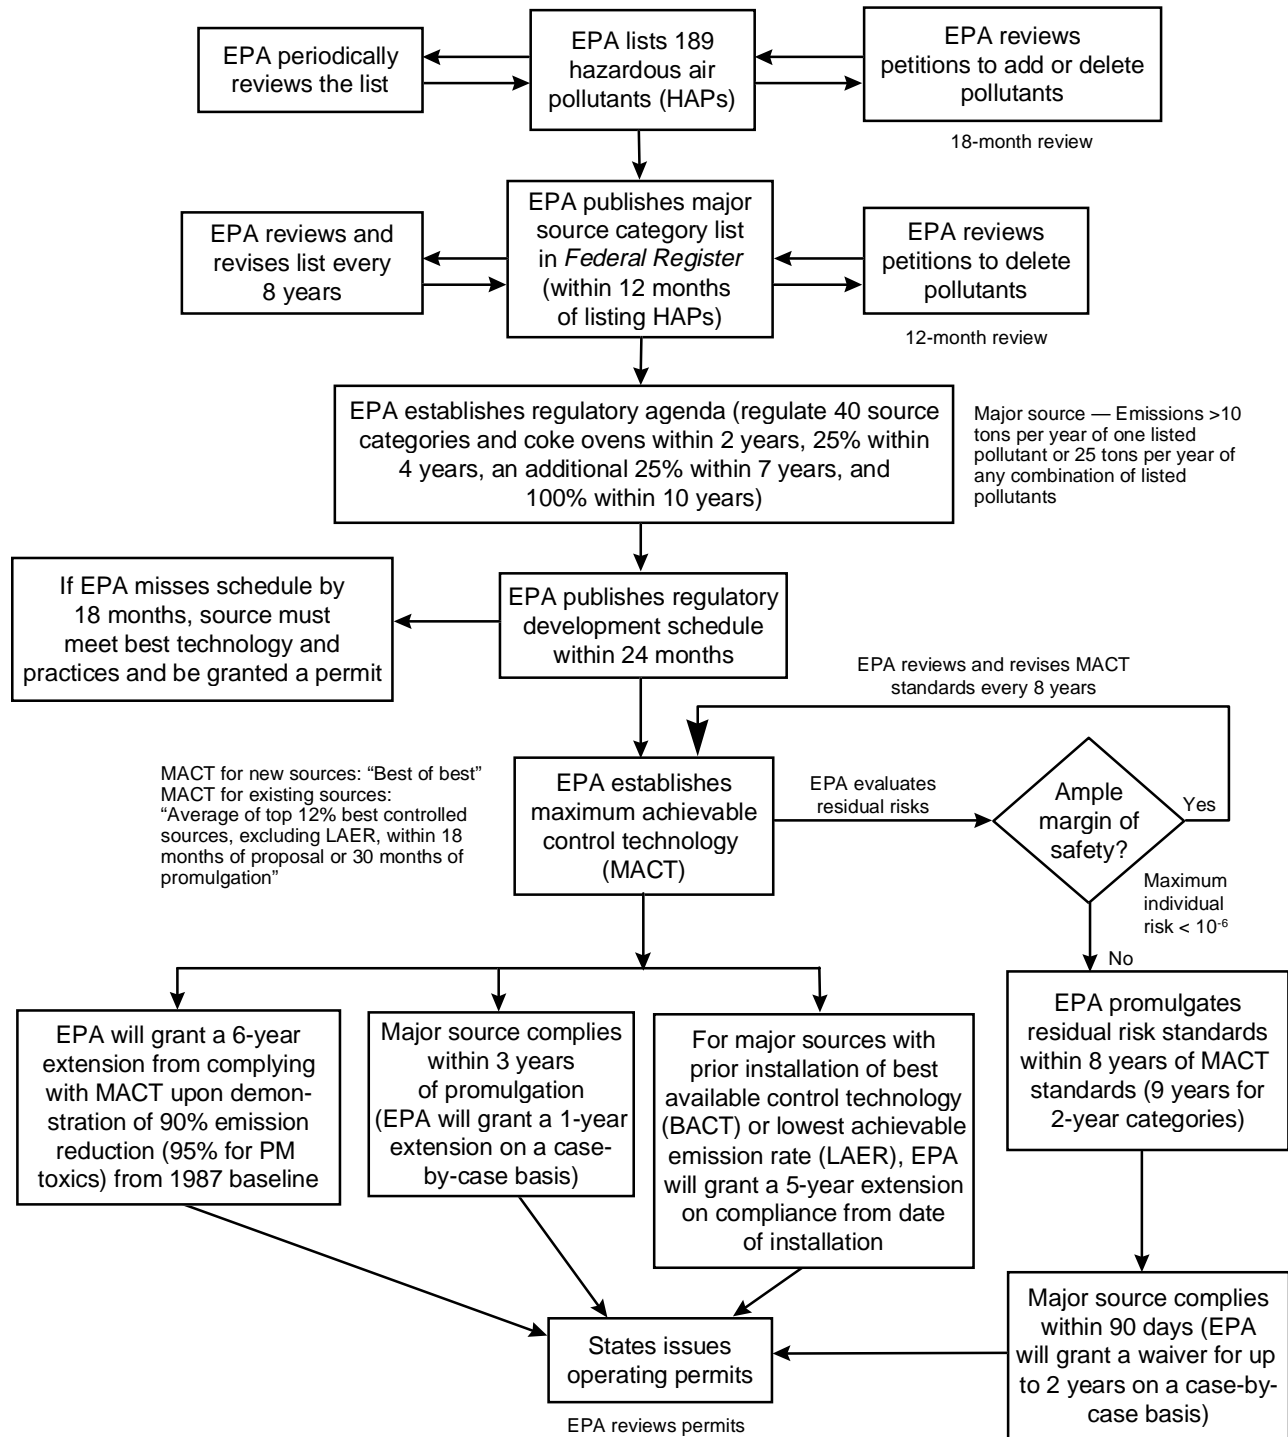 EPA periodically
reviews the list
EPA lists 189
hazardous air
pollutants (HAPs)
EPA reviews
petitions to add or delete
pollutants
18-month review
EPA reviews and
revises list every
8 years
EPA publishes major
source category list
in Federal Register
(within 12 months
of listing HAPs)
EPA reviews
petitions to delete
pollutants
12-month review
EPA establishes regulatory agenda (regulate 40 source
categories and coke ovens within 2 years, 25% within
4 years, an additional 25% within 7 years, and
100% within 10 years)
Major source — Emissions >10
tons per year of one listed
pollutant or 25 tons per year of
any combination of listed
pollutants
If EPA misses schedule by
18 months, source must
meet best technology and
practices and be granted a permit
EPA publishes regulatory
development schedule
within 24 months
EPA reviews and revises MACT
standards every 8 years
MACT for new sources: “Best of best”
MACT for existing sources:
“Average of top 12% best controlled
sources, excluding LAER, within 18
months of proposal or 30 months of
promulgation”
EPA establishes
maximum achievable
control technology
(MACT)
EPA evaluates
residual risks
Ample
margin of
safety?
Yes
Maximum
individual
risk < 10⁻⁶
No
EPA will grant a 6-year
extension from complying
with MACT upon demon-
stration of 90% emission
reduction (95% for PM
toxics) from 1987 baseline
Major source complies
within 3 years
of promulgation
(EPA will grant a 1-year
extension on a case-
by-case basis)
For major sources with
prior installation of best
available control technology
(BACT) or lowest achievable
emission rate (LAER), EPA
will grant a 5-year extension
on compliance from date
of installation
EPA promulgates
residual risk standards
within 8 years of MACT
standards (9 years for
2-year categories)
States issues
operating permits
EPA reviews permits
Major source complies
within 90 days (EPA
will grant a waiver for up
to 2 years on a case-by-
case basis)